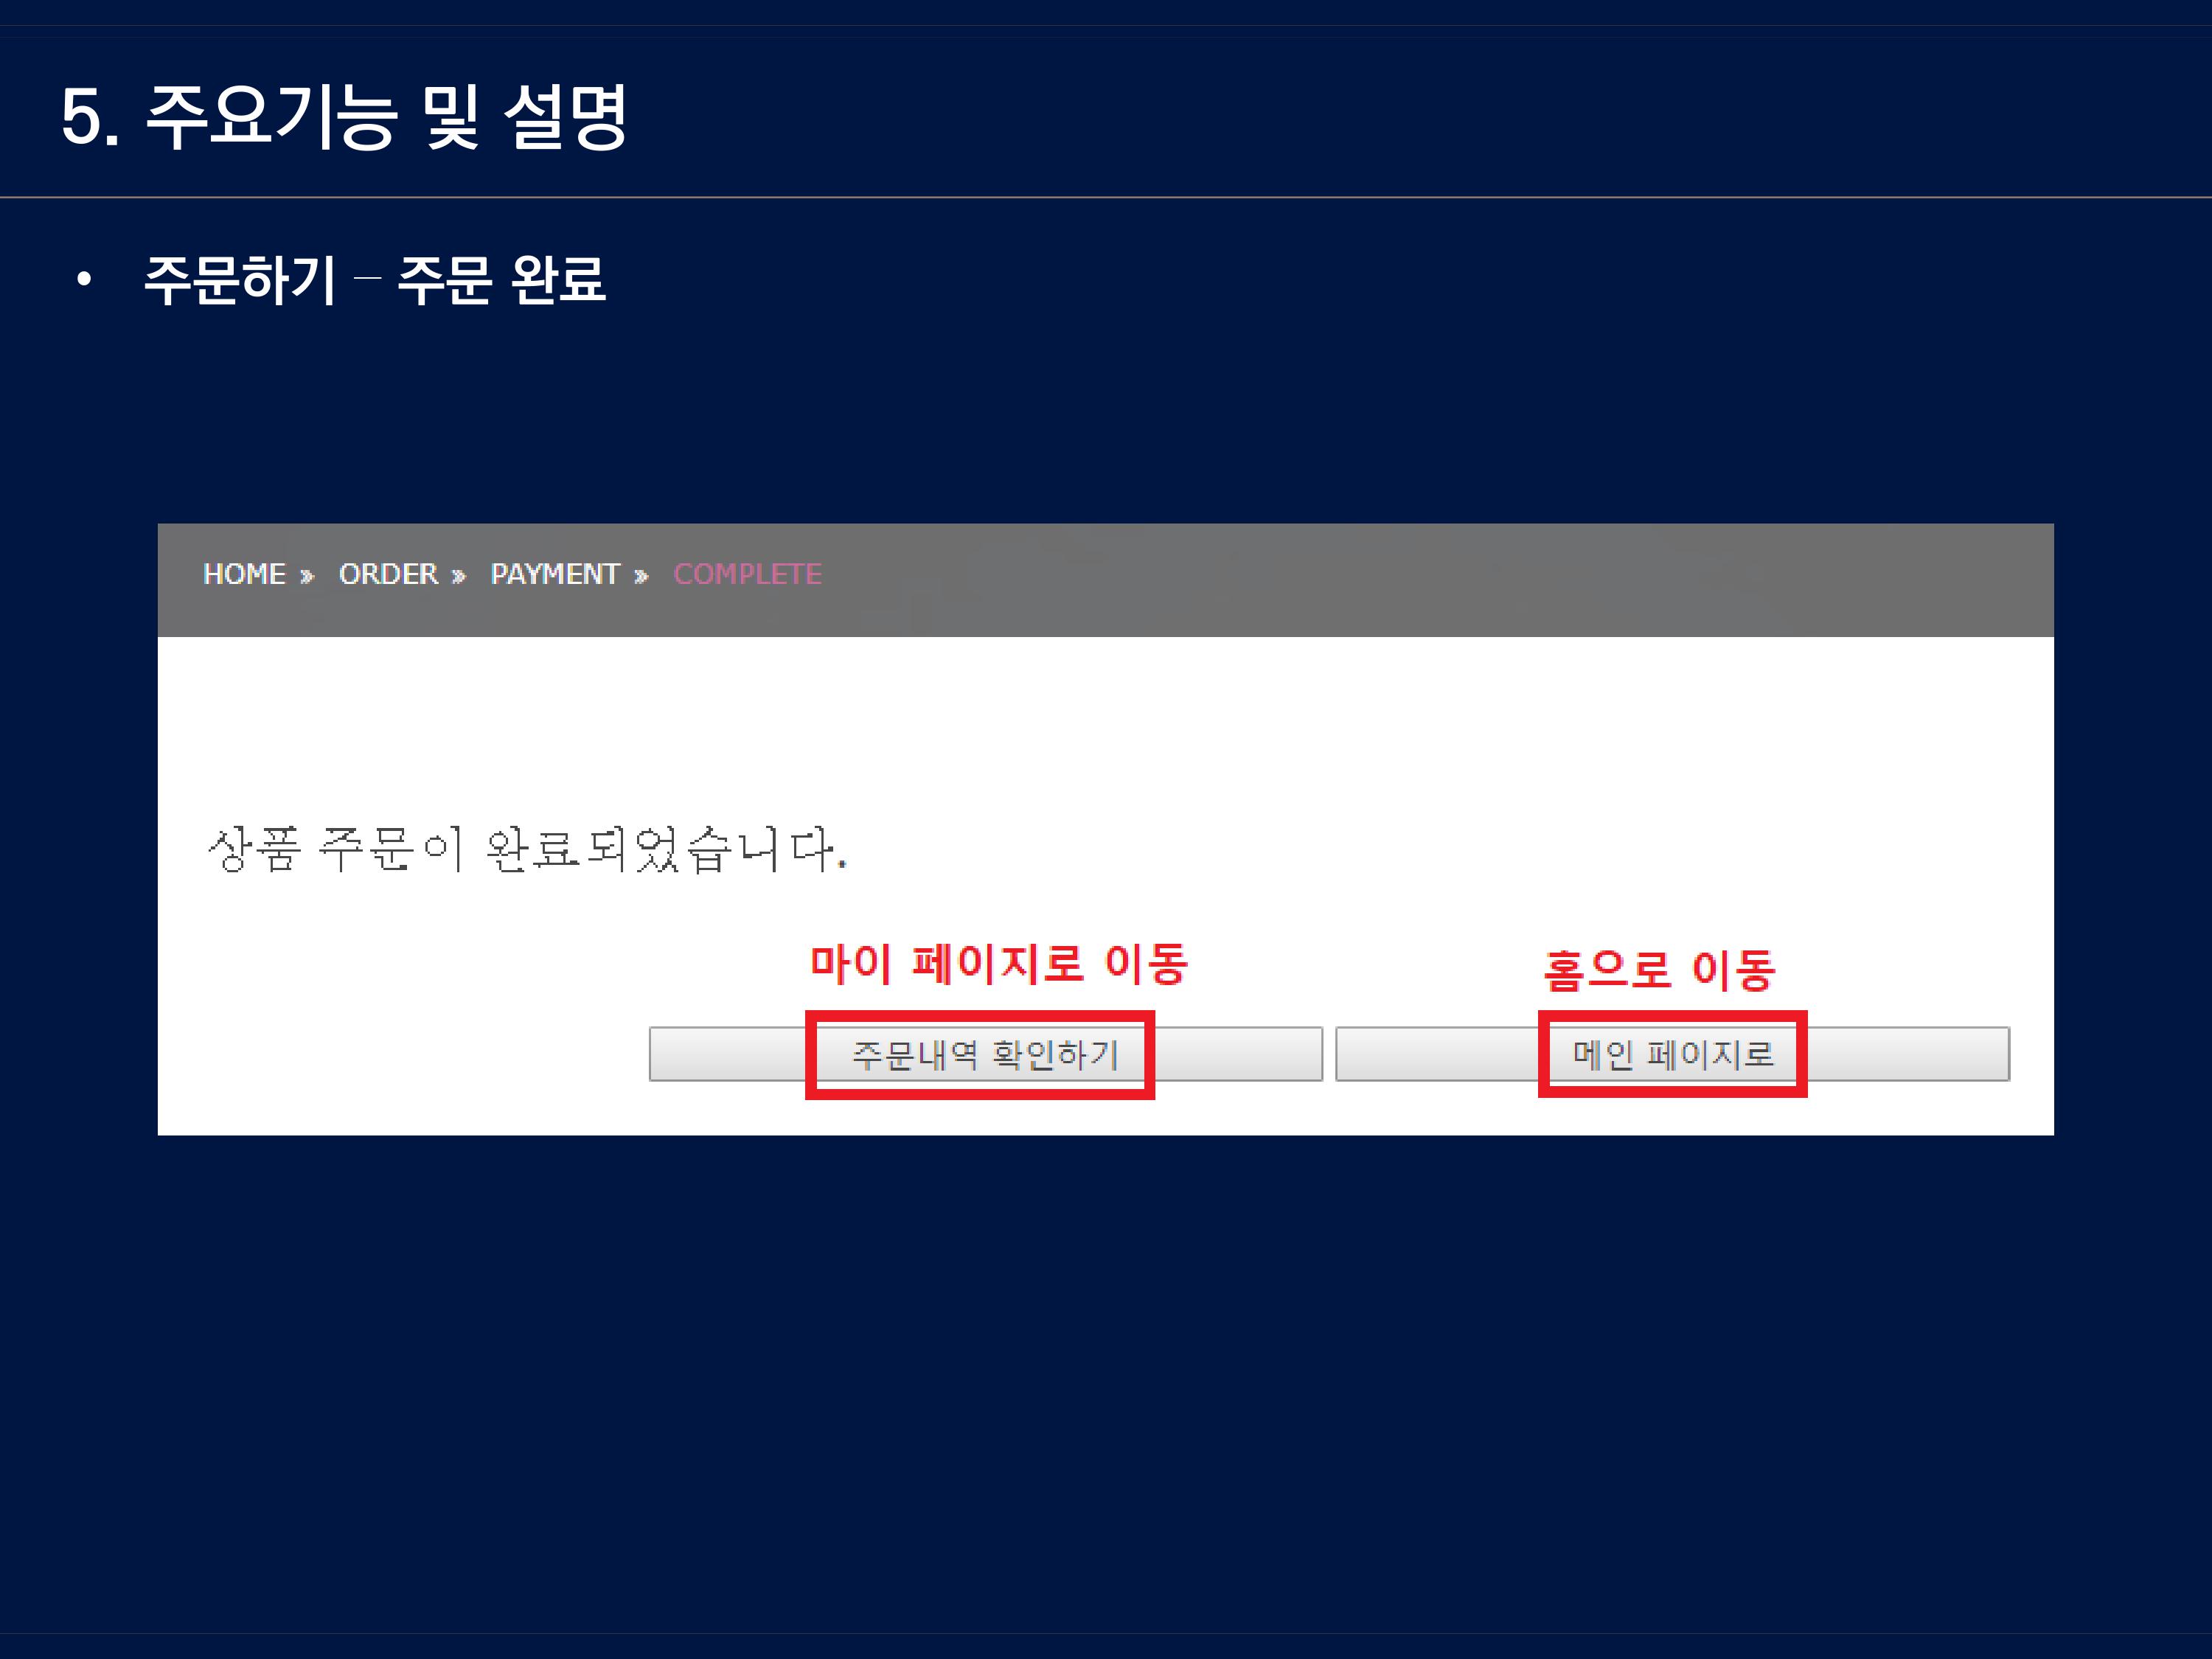 5. 주요기능 및 설명
• 주문하기 – 주문 완료
HOME » ORDER » PAYMENT » COMPLETE
상품 주문이 완료되었습니다.
마이 페이지로 이동 홈으로 이동
주문내역 확인하기 메인 페이지로